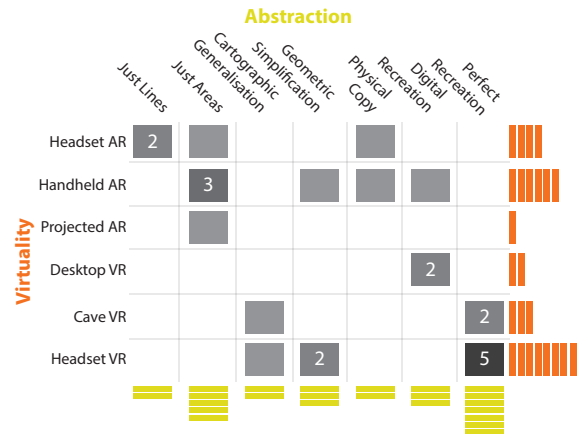 Abstraction
Just Lines
Just Areas
Cartographic
Generalisation
Geometric
Simplification
Physical
Copy
Digital
Recreation
Perfect
Recreation
Headset AR
2
Handheld AR
3
Projected AR
Desktop VR
2
Cave VR
2
Headset VR
2
5
Virtuality